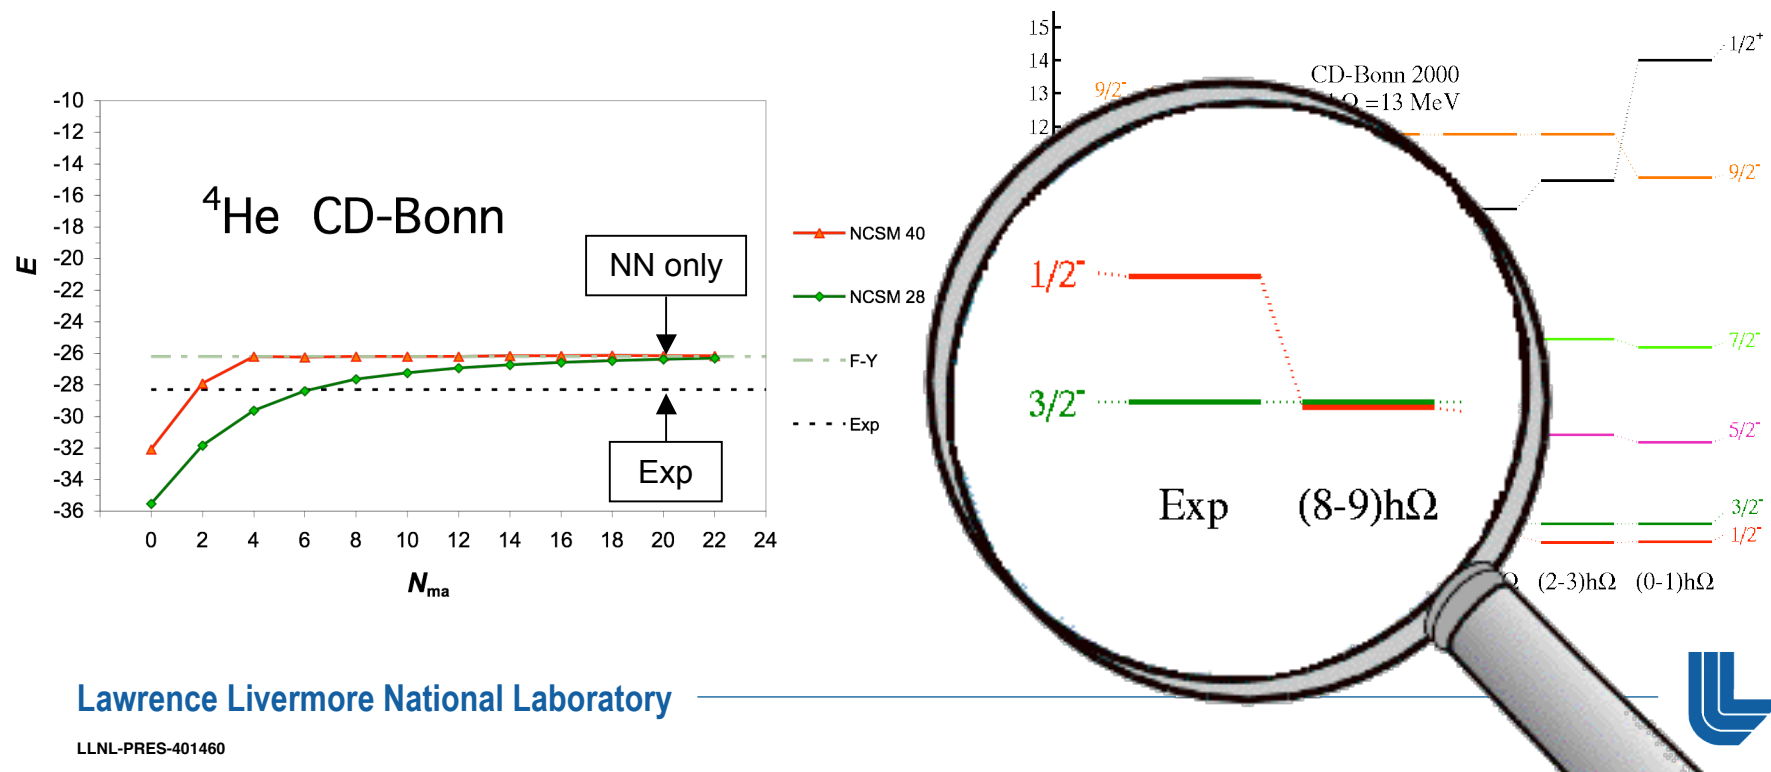 -10
-12
-14
-16
-18
-20
-22
-24
-26
-28
-30
-32
-34
-36
E
⁴He CD-Bonn
NN only
Exp
0 2 4 6 8 10 12 14 16 18 20 22 24
Nma
NCSM 40
NCSM 28
F-Y
Exp
15
14
13
12
CD-Bonn 2000
Ω =13 MeV
9/2-
1/2+
9/2-
7/2-
5/2-
3/2-
1/2-
1/2-
3/2-
Exp (8-9)hΩ
Ω (2-3)hΩ (0-1)hΩ
Lawrence Livermore National Laboratory
LLNL-PRES-401460